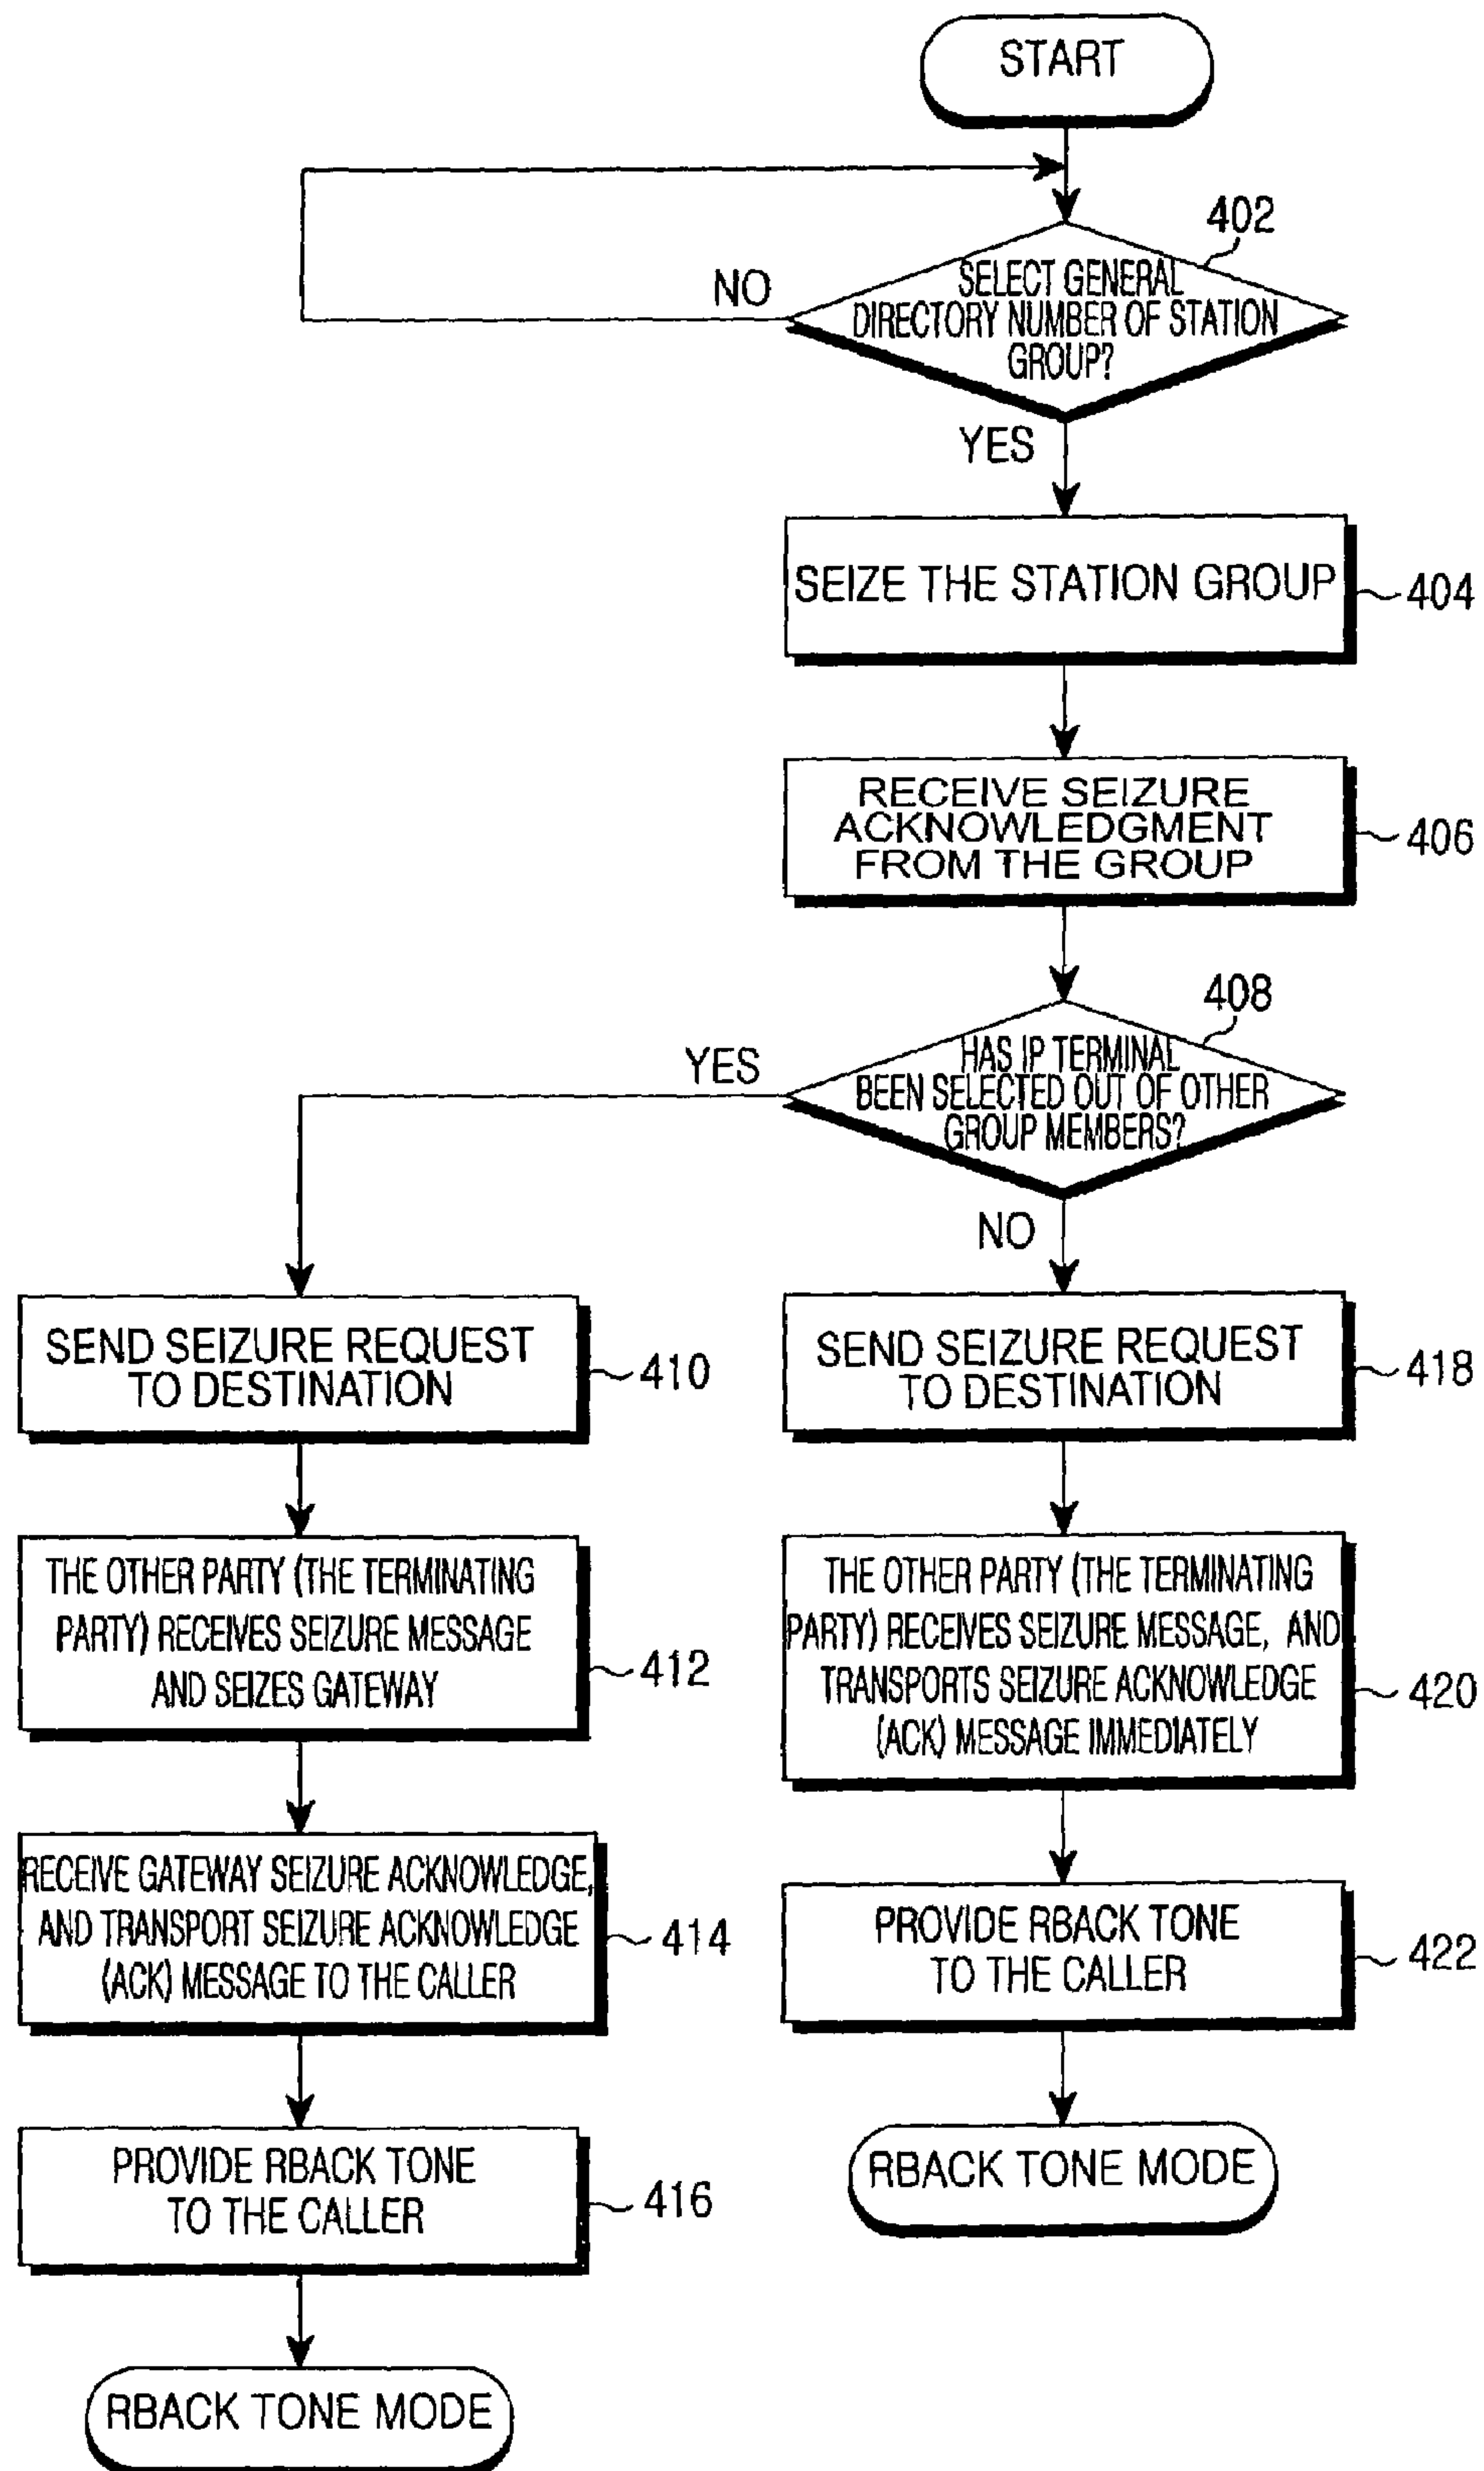 START
402
NO
SELECT GENERAL
DIRECTORY NUMBER OF STATION
GROUP?
YES
SEIZE THE STATION GROUP
404
RECEIVE SEIZURE
ACKNOWLEDGMENT
FROM THE GROUP
406
408
YES
HAS IP TERMINAL
BEEN SELECTED OUT OF OTHER
GROUP MEMBERS?
NO
SEND SEIZURE REQUEST
TO DESTINATION
410
THE OTHER PARTY (THE TERMINATING
PARTY) RECEIVES SEIZURE MESSAGE
AND SEIZES GATEWAY
412
RECEIVE GATEWAY SEIZURE ACKNOWLEDGE,
AND TRANSPORT SEIZURE ACKNOWLEDGE
(ACK) MESSAGE TO THE CALLER
414
PROVIDE RBACK TONE
TO THE CALLER
416
RBACK TONE MODE
SEND SEIZURE REQUEST
TO DESTINATION
418
THE OTHER PARTY (THE TERMINATING
PARTY) RECEIVES SEIZURE MESSAGE, AND
TRANSPORTS SEIZURE ACKNOWLEDGE
(ACK) MESSAGE IMMEDIATELY
420
PROVIDE RBACK TONE
TO THE CALLER
422
RBACK TONE MODE